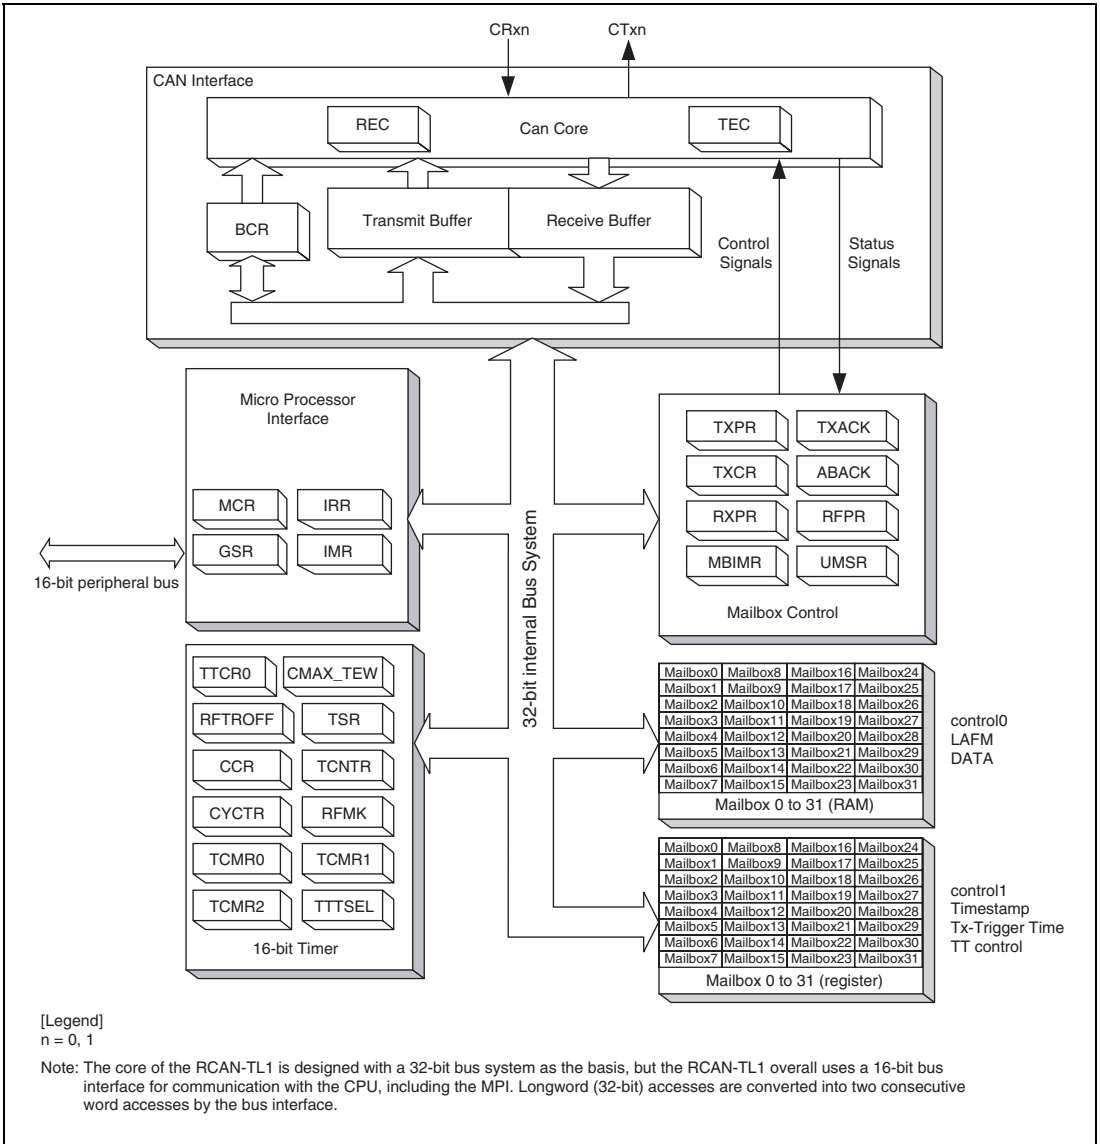 CRxn CTxn
CAN Interface
REC Can Core TEC
BCR Transmit Buffer Receive Buffer
Control
Signals
Status
Signals
Micro Processor
Interface
MCR IRR
GSR IMR
16-bit peripheral bus
32-bit internal Bus System
TXPR TXACK
TXCR ABACK
RXPR RFPR
MBIMR UMSR
Mailbox Control
TTCR0 CMAX_TEW
RFTROFF TSR
CCR TCNTR
CYCTR RFMK
TCMR0 TCMR1
TCMR2 TTTSEL
16-bit Timer
Mailbox0 Mailbox8 Mailbox16 Mailbox24
Mailbox1 Mailbox9 Mailbox17 Mailbox25
Mailbox2 Mailbox10 Mailbox18 Mailbox26
Mailbox3 Mailbox11 Mailbox19 Mailbox27
Mailbox4 Mailbox12 Mailbox20 Mailbox28
Mailbox5 Mailbox13 Mailbox21 Mailbox29
Mailbox6 Mailbox14 Mailbox22 Mailbox30
Mailbox7 Mailbox15 Mailbox23 Mailbox31
Mailbox 0 to 31 (RAM)
control0
LAFM
DATA
Mailbox0 Mailbox8 Mailbox16 Mailbox24
Mailbox1 Mailbox9 Mailbox17 Mailbox25
Mailbox2 Mailbox10 Mailbox18 Mailbox26
Mailbox3 Mailbox11 Mailbox19 Mailbox27
Mailbox4 Mailbox12 Mailbox20 Mailbox28
Mailbox5 Mailbox13 Mailbox21 Mailbox29
Mailbox6 Mailbox14 Mailbox22 Mailbox30
Mailbox7 Mailbox15 Mailbox23 Mailbox31
Mailbox 0 to 31 (register)
control1
Timestamp
Tx-Trigger Time
TT control
[Legend]
n = 0, 1
Note: The core of the RCAN-TL1 is designed with a 32-bit bus system as the basis, but the RCAN-TL1 overall uses a 16-bit bus
interface for communication with the CPU, including the MPI. Longword (32-bit) accesses are converted into two consecutive
word accesses by the bus interface.